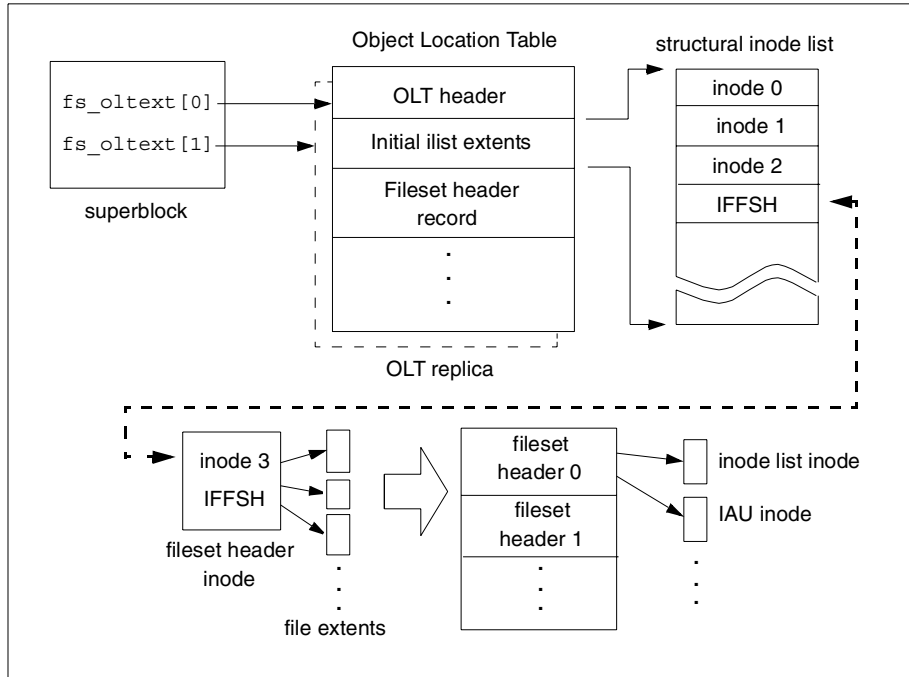 Object Location Table
structural inode list
fs_oltext[0]
fs_oltext[1]
superblock
OLT header
Initial ilist extents
Fileset header
record
OLT replica
inode 0
inode 1
inode 2
IFFSH
inode 3
IFFSH
fileset header
inode
file extents
fileset
header 0
fileset
header 1
inode list inode
IAU inode